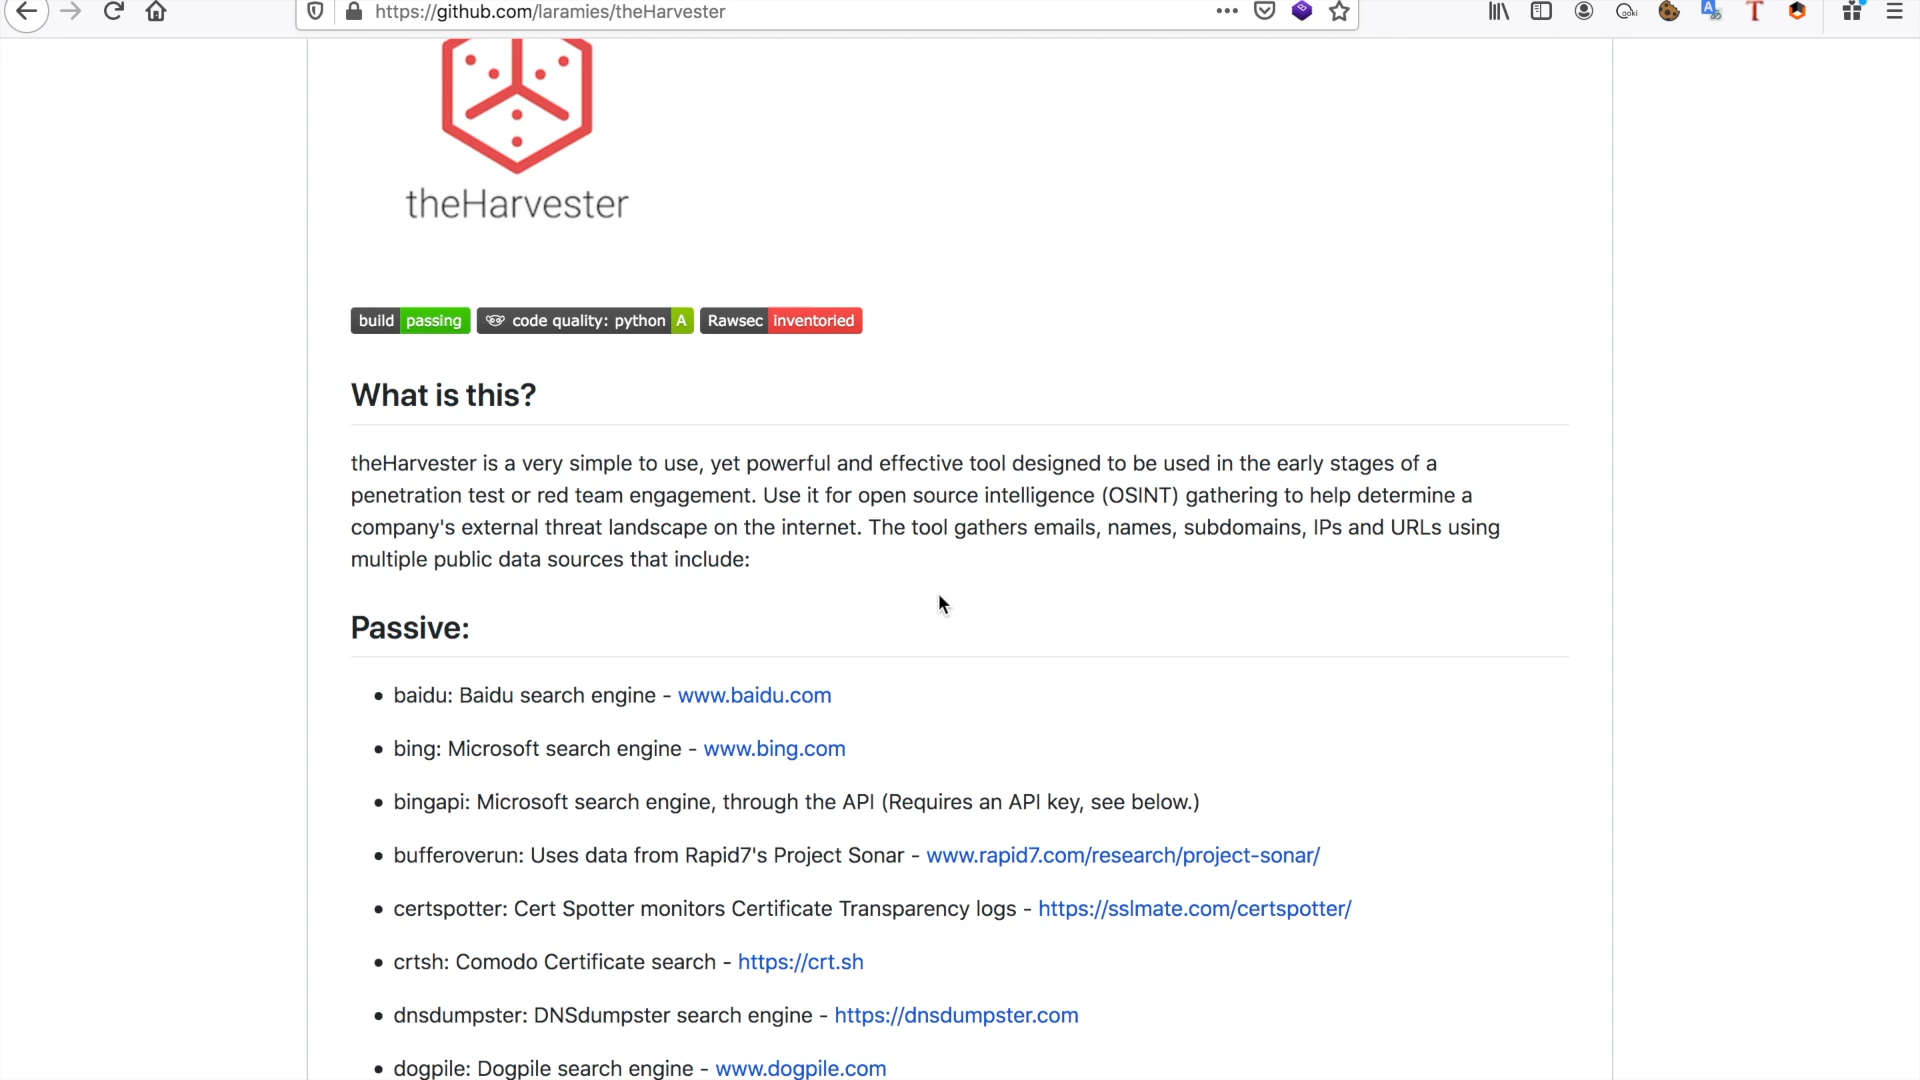 https://github.com/laramies/theHarvester
theHarvester
build passing code quality: python A Rawsec inventoried
What is this?
theHarvester is a very simple to use, yet powerful and effective tool designed to be used in the early stages of a
penetration test or red team engagement. Use it for open source intelligence (OSINT) gathering to help determine a
company's external threat landscape on the internet. The tool gathers emails, names, subdomains, IPs and URLs using
multiple public data sources that include:
Passive:
• baidu: Baidu search engine - www.baidu.com
• bing: Microsoft search engine - www.bing.com
• bingapi: Microsoft search engine, through the API (Requires an API key, see below.)
• bufferoverun: Uses data from Rapid7's Project Sonar - www.rapid7.com/research/project-sonar/
• certspotter: Cert Spotter monitors Certificate Transparency logs - https://sslmate.com/certspotter/
• crtsh: Comodo Certificate search - https://crt.sh
• dnsdumpster: DNSdumpster search engine - https://dnsdumpster.com
• dogpile: Dogpile search engine - www.dogpile.com